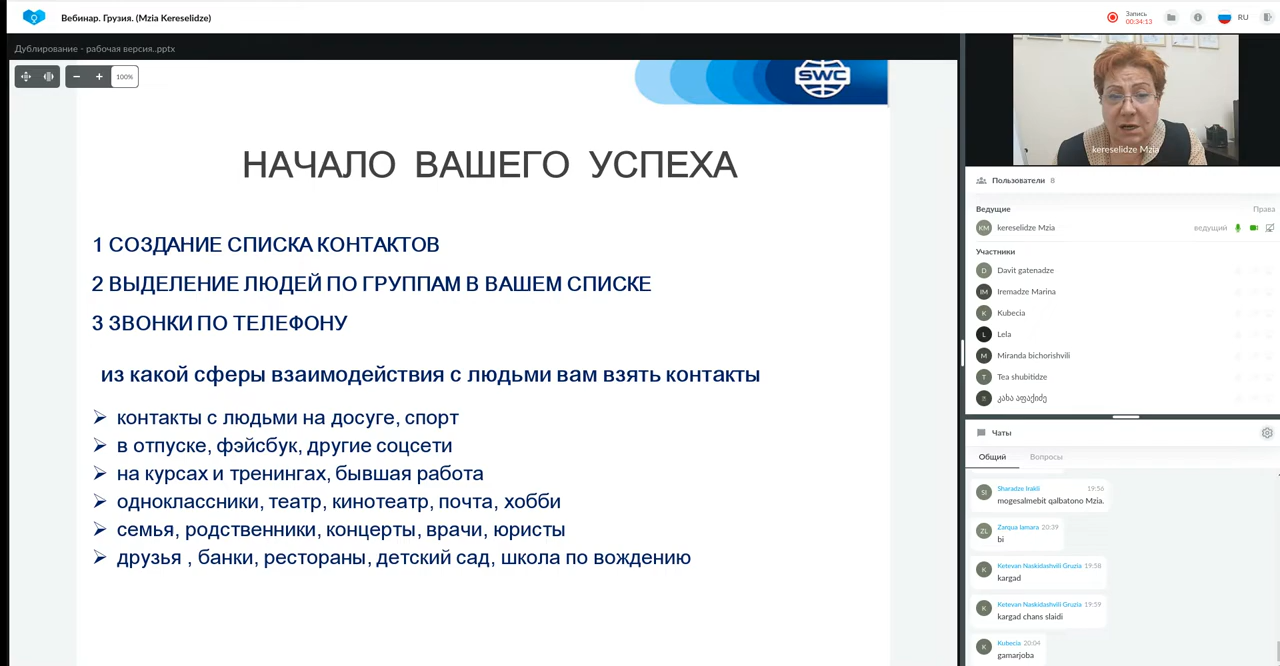 Вебинар. Грузия. (Mzia Kereselidze)
Запись
00:34:13
RU
Дублирование - рабочая версия..pptx
100%
SWC
НАЧАЛО ВАШЕГО УСПЕХА
1 СОЗДАНИЕ СПИСКА КОНТАКТОВ
2 ВЫДЕЛЕНИЕ ЛЮДЕЙ ПО ГРУППАМ В ВАШЕМ СПИСКЕ
3 ЗВОНКИ ПО ТЕЛЕФОНУ
из какой сферы взаимодействия с людьми вам взять контакты
контакты с людьми на досуге, спорт
в отпуске, фэйсбук, другие соцсети
на курсах и тренингах, бывшая работа
одноклассники, театр, кинотеатр, почта, хобби
семья, родственники, концерты, врачи, юристы
друзья , банки, рестораны, детский сад, школа по вождению
kereselidze Mzia
Пользователи 8
Ведущие Права
KM kereselidze Mzia ведущий
Участники
D Davit gatenadze
IM Iremadze Marina
K Kubecia
L Lela
M Miranda bichorishvili
T Tea shubitidze
კახა აფაქიძე
Чаты
Общий Вопросы
SI Sharadze Irakli 19:56
mogesalmebit qalbatono Mzia.
ZL Zarqua lamara 20:39
bi
K Ketevan Naskidashvili Gruzia 19:58
kargad
K Ketevan Naskidashvili Gruzia 19:59
kargad chans slaidi
K Kubecia 20:04
gamarjoba